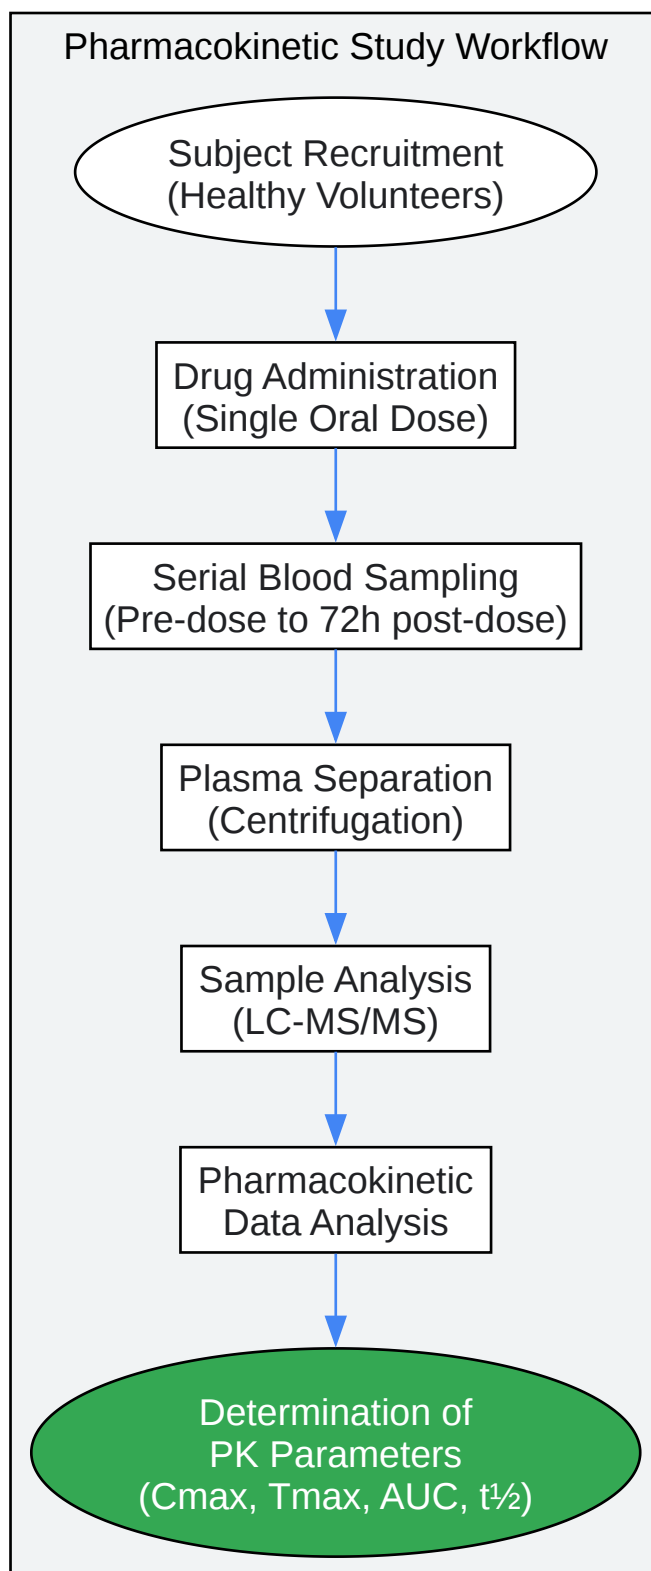 Pharmacokinetic Study Workflow
Subject Recruitment
(Healthy Volunteers)
Drug Administration
(Single Oral Dose)
Serial Blood Sampling
(Pre-dose to 72h post-dose)
Plasma Separation
(Centrifugation)
Sample Analysis
(LC-MS/MS)
Pharmacokinetic
Data Analysis
Determination of
PK Parameters
(Cmax, Tmax, AUC, t½)